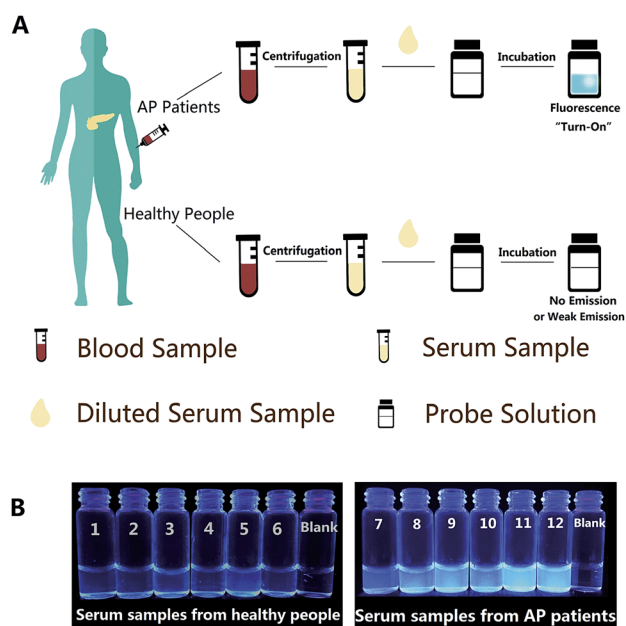 A
AP Patients
Centrifugation
Incubation
Fluorescence
"Turn-On"
Healthy People
Centrifugation
Incubation
No Emission
or Weak Emission
Blood Sample
Serum Sample
Diluted Serum Sample
Probe Solution
B
1 2 3 4 5 6 Blank
Serum samples from healthy people
7 8 9 10 11 12 Blank
Serum samples from AP patients